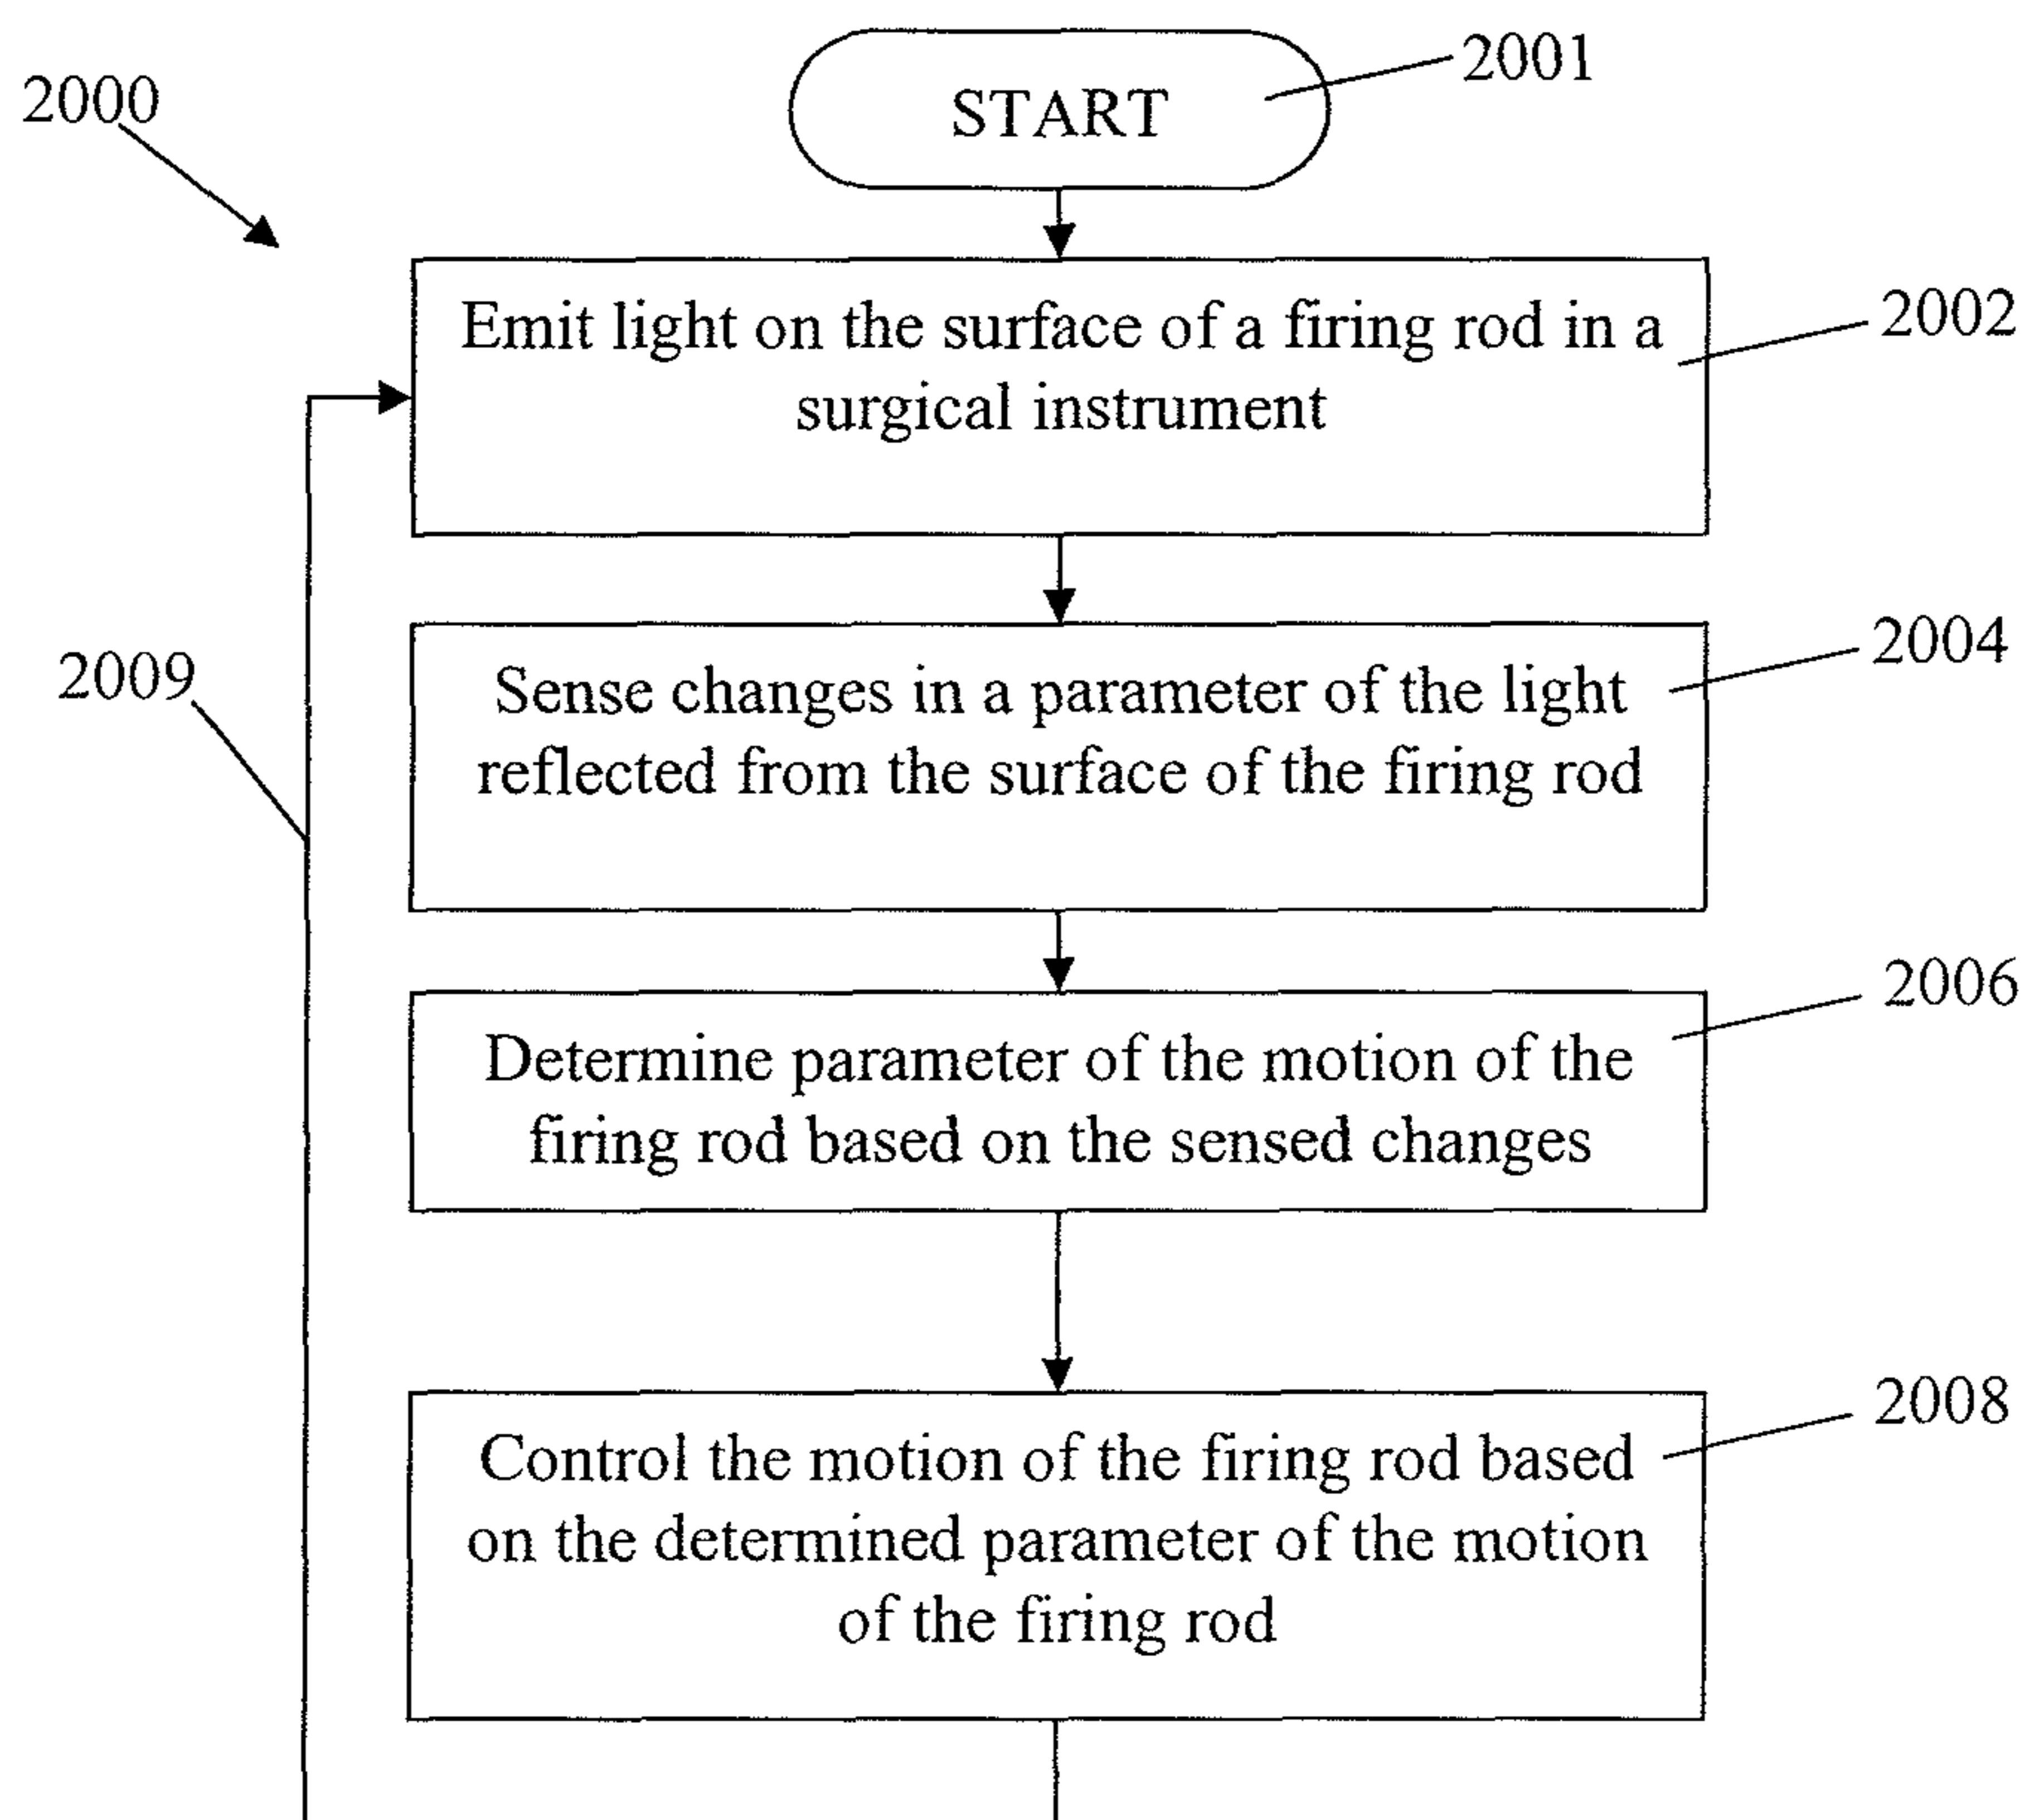 2001
START
2000
Emit light on the surface of a firing rod in a
surgical instrument
2002
Sense changes in a parameter of the light
reflected from the surface of the firing rod
2004
2009
Determine parameter of the motion of the
firing rod based on the sensed changes
2006
Control the motion of the firing rod based
on the determined parameter of the motion
of the firing rod
2008